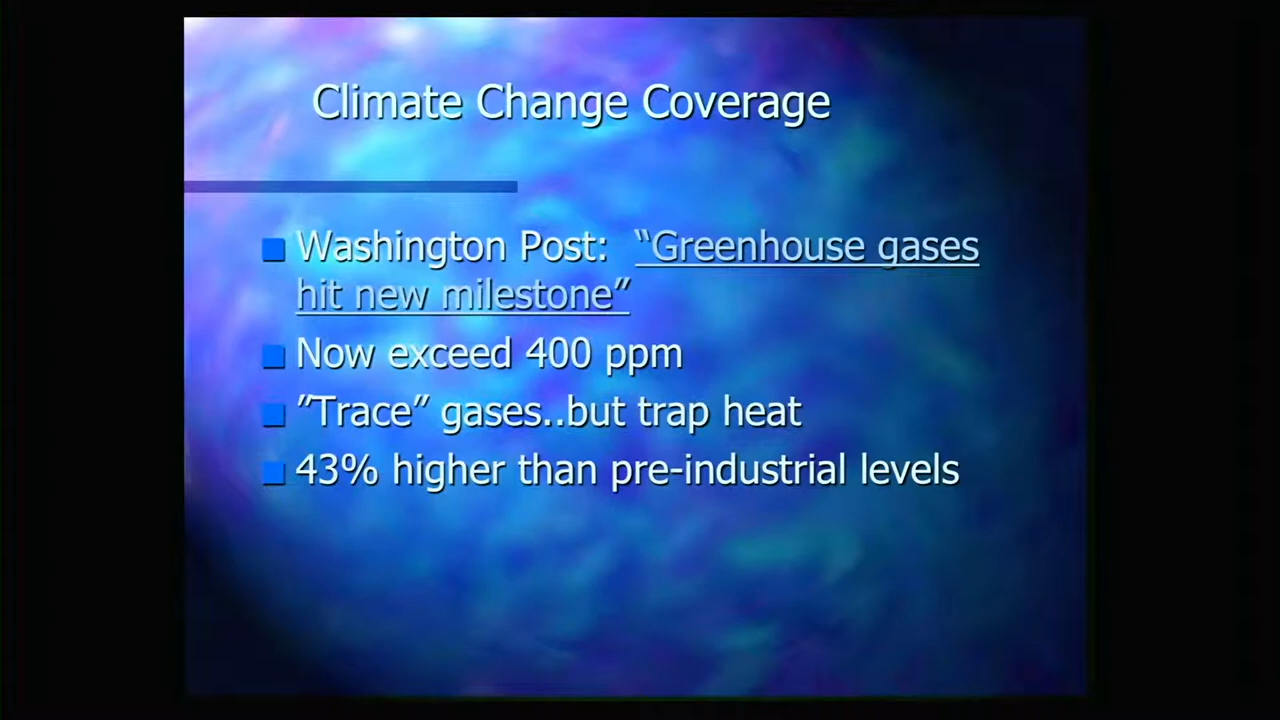 Climate Change Coverage
Washington Post: “Greenhouse gases
hit new milestone”
Now exceed 400 ppm
”Trace” gases..but trap heat
43% higher than pre-industrial levels